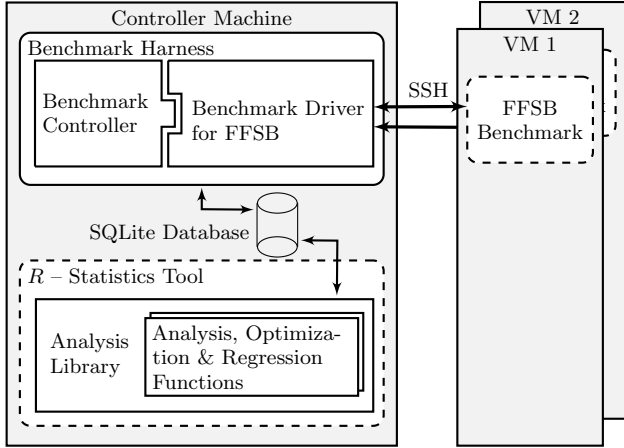 Controller Machine
VM 2
VM 1
Benchmark Harness
Benchmark
Controller
Benchmark Driver
for FFSB
SSH
FFSB
Benchmark
SQLite Database
R – Statistics Tool
Analysis
Library
Analysis, Optimiza-
tion & Regression
Functions